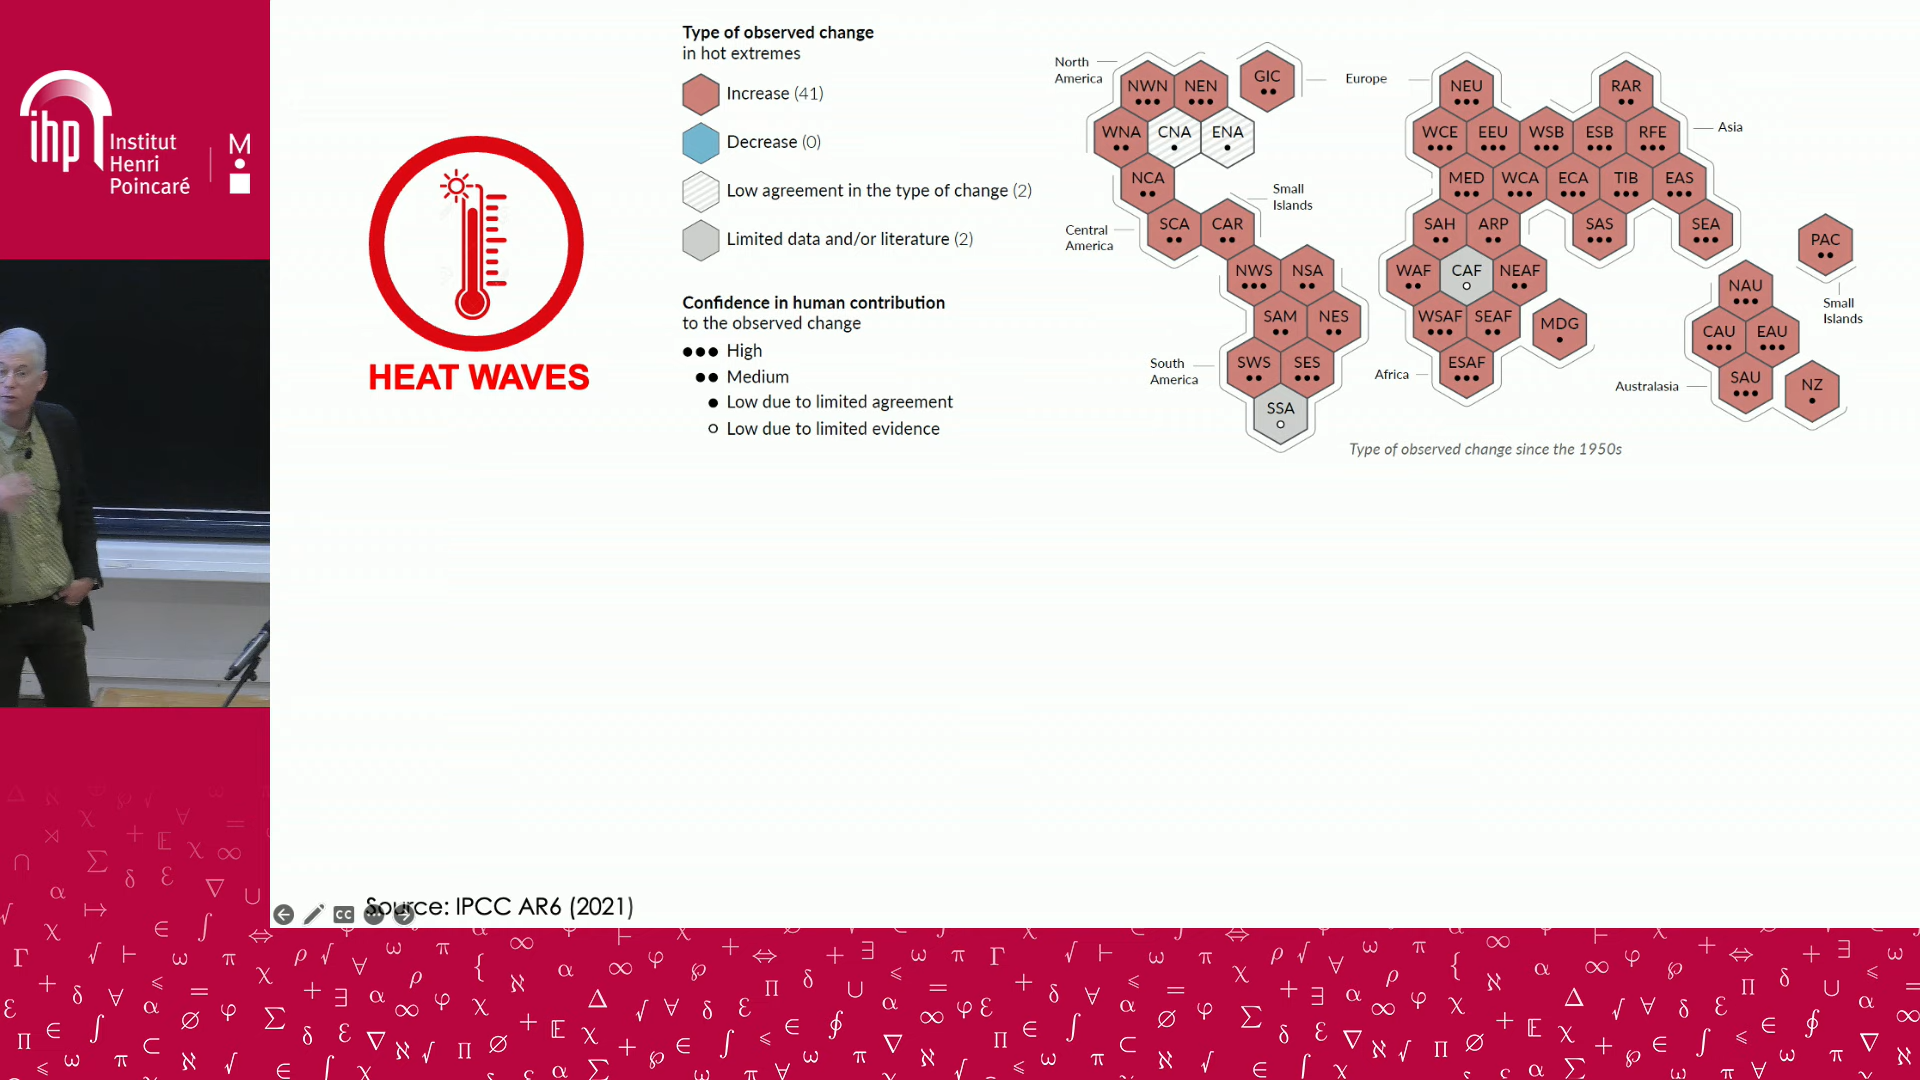 ihp
Institut
Henri
Poincaré
M
HEAT WAVES
Type of observed change
in hot extremes
Increase (41)
Decrease (0)
Low agreement in the type of change (2)
Limited data and/or literature (2)
Confidence in human contribution
to the observed change
High
Medium
Low due to limited agreement
Low due to limited evidence
North
America
GIC
Europe
NWN NEN
WNA CNA ENA
NCA
Small
Islands
Central
America
SCA CAR
NWS NSA
SAM NES
South
America
SWS SES
SSA
NEU RAR
WCE EEU WSB ESB RFE
Asia
MED WCA ECA TIB EAS
SAH ARP SAS SEA
WAF CAF NEAF
WSAF SEAF MDG
Africa
ESAF
PAC
Small
Islands
NAU
CAU EAU
Australasia
SAU NZ
Type of observed change since the 1950s
Source: IPCC AR6 (2021)
CC